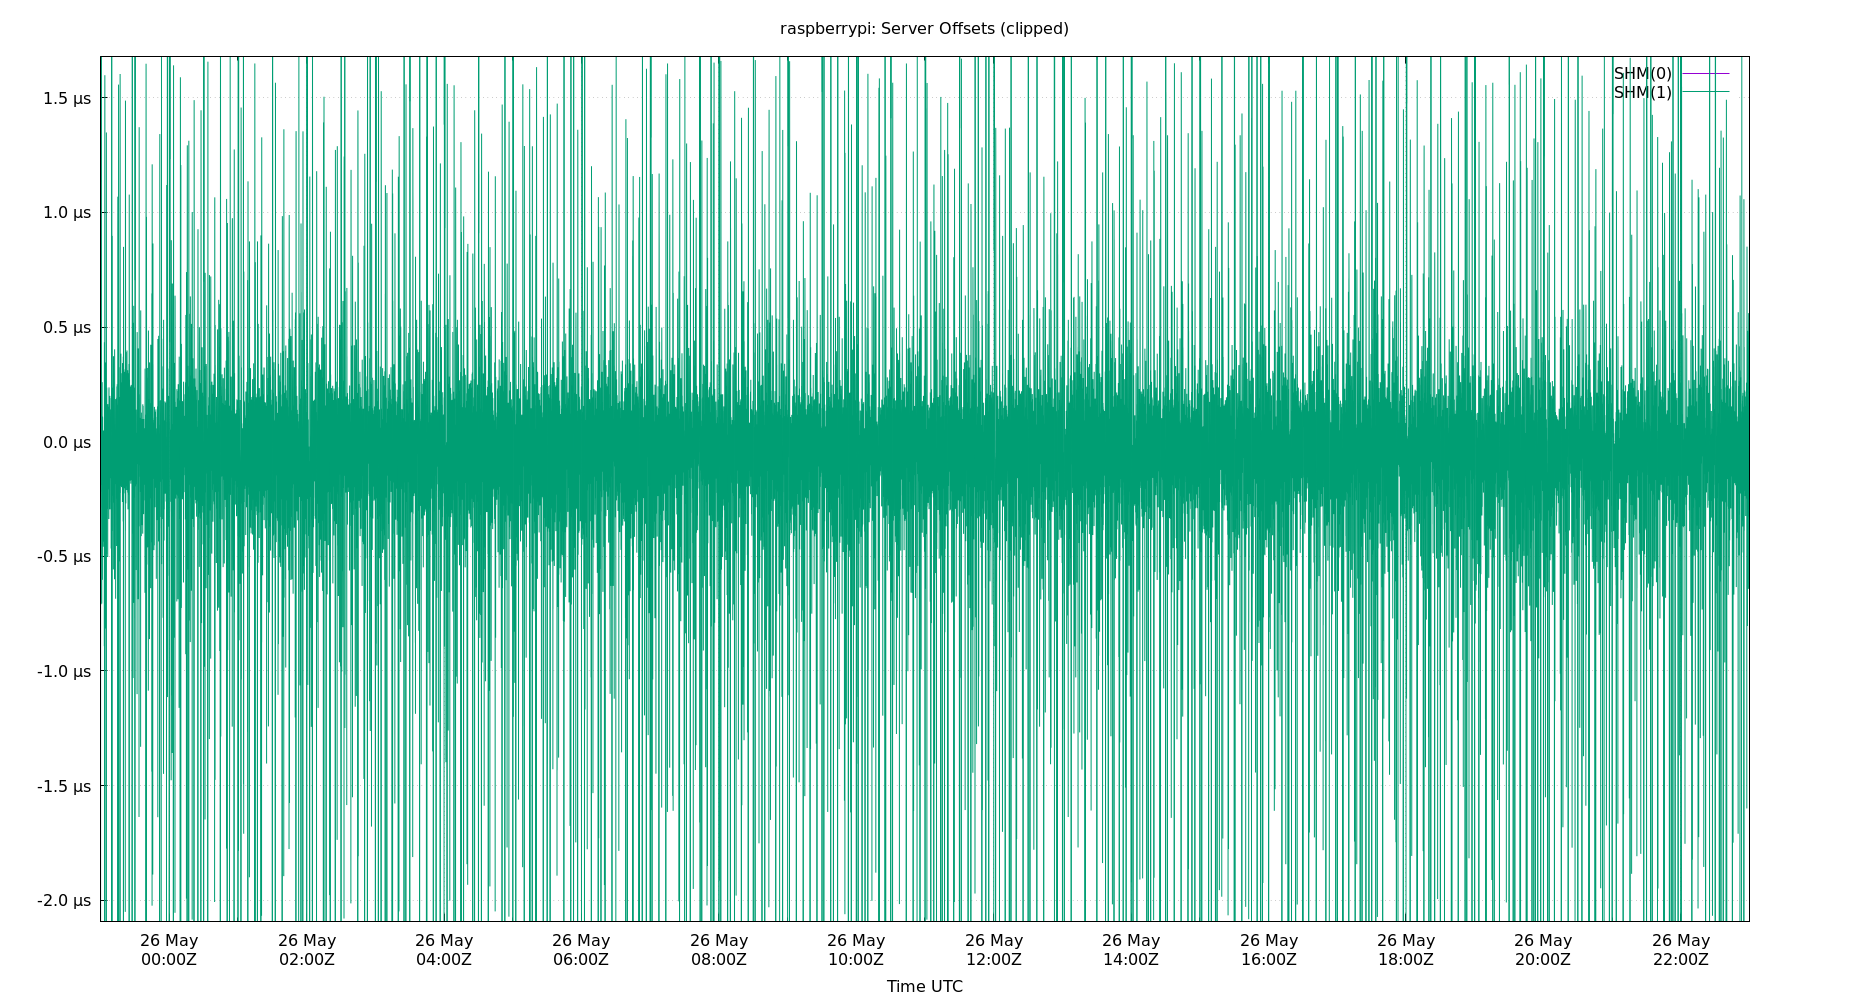 raspberrypi: Server Offsets (clipped)
SHM(0)
SHM(1)
1.5 µs
1.0 µs
0.5 µs
0.0 µs
-0.5 µs
-1.0 µs
-1.5 µs
-2.0 µs
26 May 26 May 26 May 26 May 26 May 26 May 26 May 26 May 26 May 26 May 26 May 26 May
00:00Z 02:00Z 04:00Z 06:00Z 08:00Z 10:00Z 12:00Z 14:00Z 16:00Z 18:00Z 20:00Z 22:00Z
Time UTC